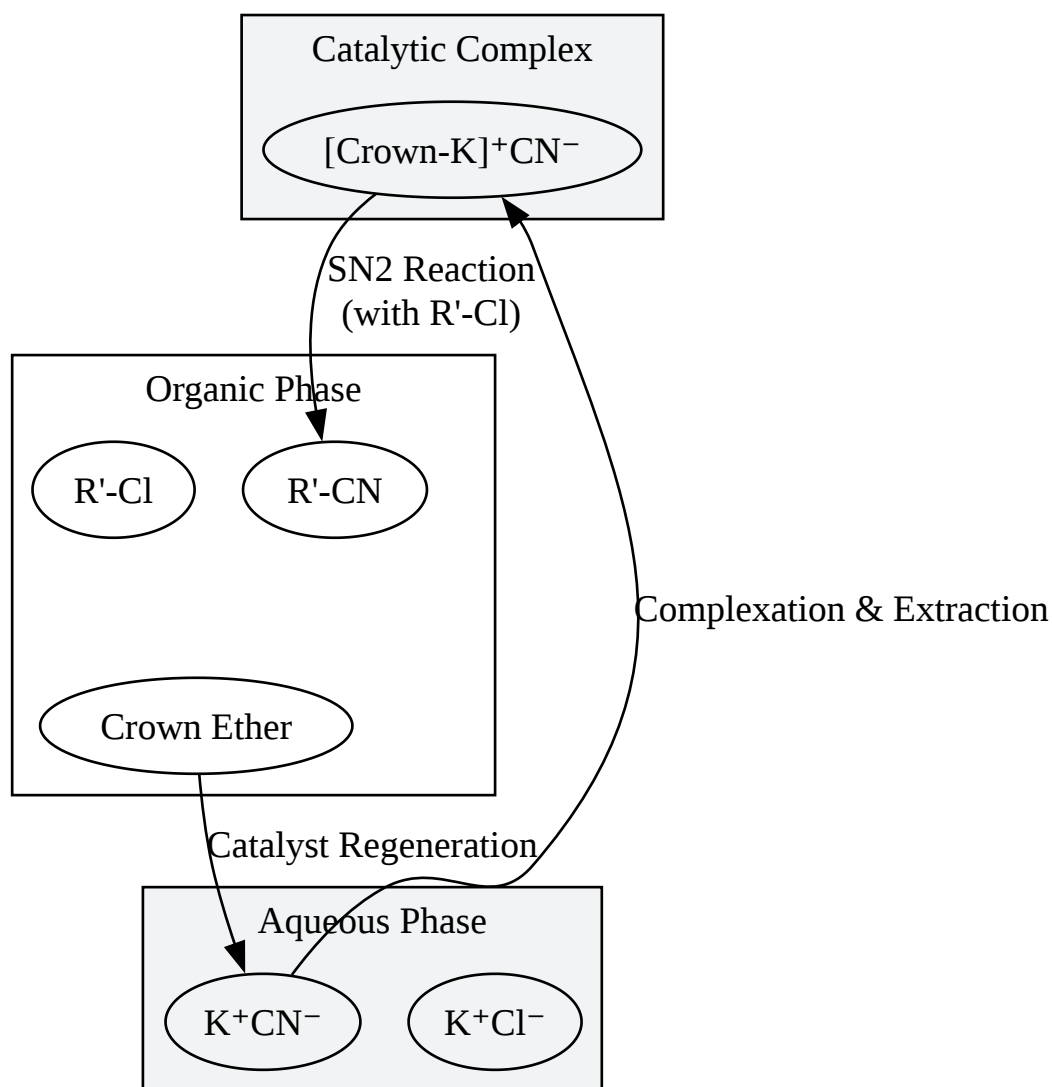 Catalytic Complex
[Crown-K]⁺CN⁻
SN2 Reaction
(with R'-Cl)
Organic Phase
R'-Cl
R'-CN
Complexation & Extraction
Crown Ether
Catalyst Regeneration
Aqueous Phase
K⁺CN⁻
K⁺Cl⁻